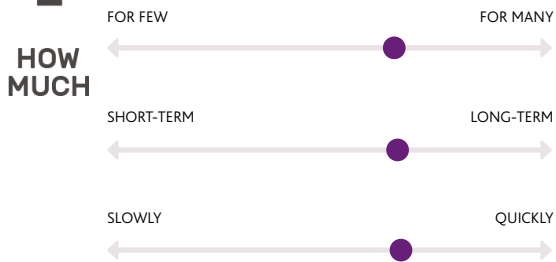 FOR FEW
FOR MANY
HOW
MUCH
SHORT-TERM
LONG-TERM
SLOWLY
QUICKLY